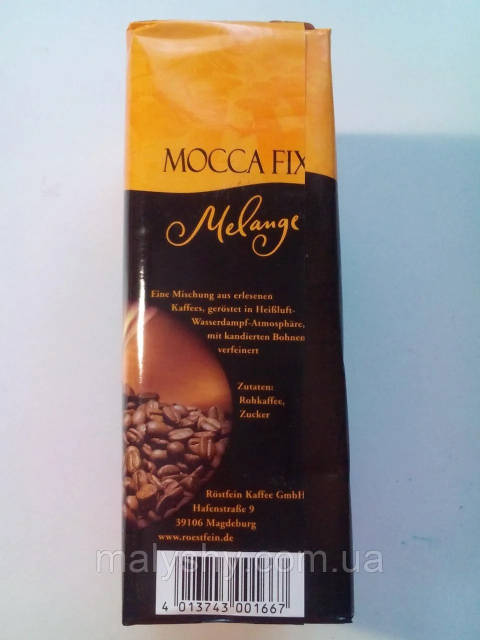 MOCCA FIX
Melange
Eine Mischung aus erlesenen
Kaffees, geröstet in Heißluft-
Wasserdampf-Atmosphäre,
mit kandierten Bohnen
verfeinert
Zutaten:
Rohkaffee,
Zucker
Röstfein Kaffee GmbH
Hafenstraße 9
39106 Magdeburg
www.roestfein.de
malyshy.com.ua
4 013743 001667